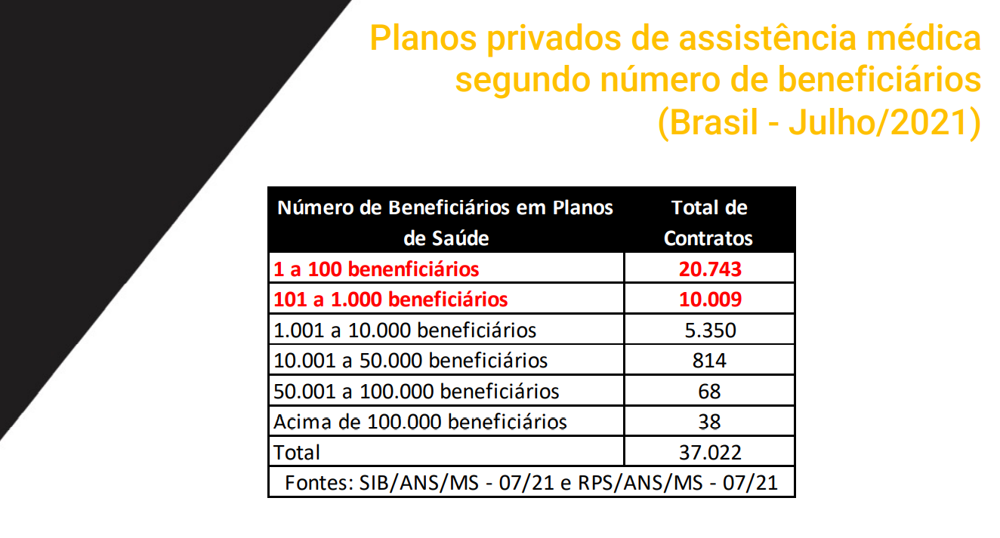 Planos privados de assistência médica
segundo número de beneficiários
(Brasil - Julho/2021)
Número de Beneficiários em Planos de Saúde Total de Contratos
1 a 100 benenficiários 20.743
101 a 1.000 beneficiários 10.009
1.001 a 10.000 beneficiários 5.350
10.001 a 50.000 beneficiários 814
50.001 a 100.000 beneficiários 68
Acima de 100.000 beneficiários 38
Total 37.022
Fontes: SIB/ANS/MS - 07/21 e RPS/ANS/MS - 07/21